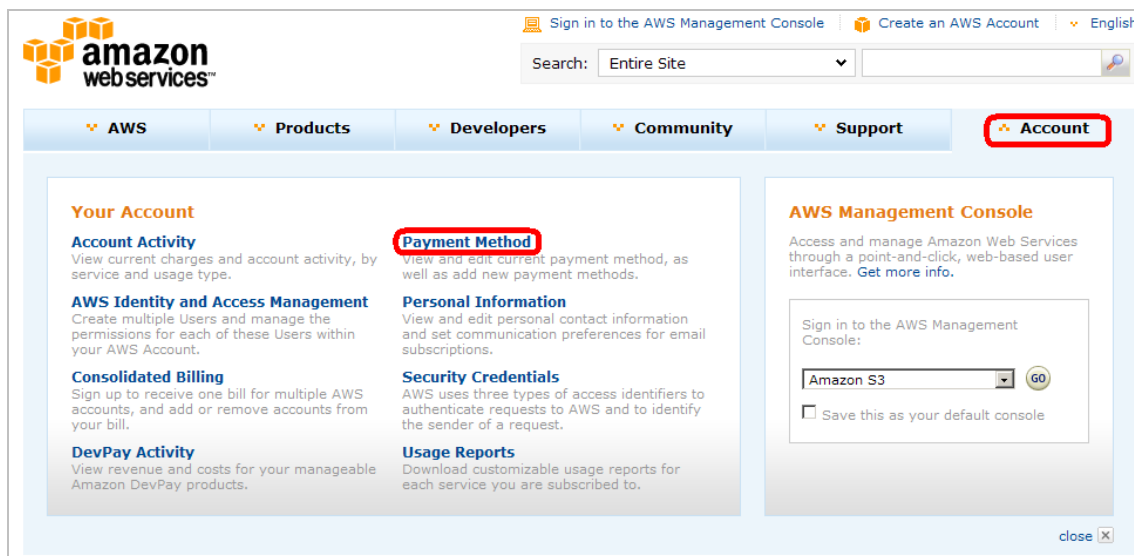 Sign in to the AWS Management Console
Create an AWS Account
English
amazon
web services™
Search:
Entire Site
AWS
Products
Developers
Community
Support
Account
Your Account
Account Activity
View current charges and account activity, by
service and usage type.
AWS Identity and Access Management
Create multiple Users and manage the
permissions for each of these Users within
your AWS Account.
Consolidated Billing
Sign up to receive one bill for multiple AWS
accounts, and add or remove accounts from
your bill.
DevPay Activity
View revenue and costs for your manageable
Amazon DevPay products.
Payment Method
View and edit current payment method, as
well as add new payment methods.
Personal Information
View and edit personal contact information
and set communication preferences for email
subscriptions.
Security Credentials
AWS uses three types of access identifiers to
authenticate requests to AWS and to identify
the sender of a request.
Usage Reports
Download customizable usage reports for
each service you are subscribed to.
AWS Management Console
Access and manage Amazon Web Services
through a point-and-click, web-based user
interface. Get more info.
Sign in to the AWS Management
Console:
Amazon S3
GO
Save this as your default console
close